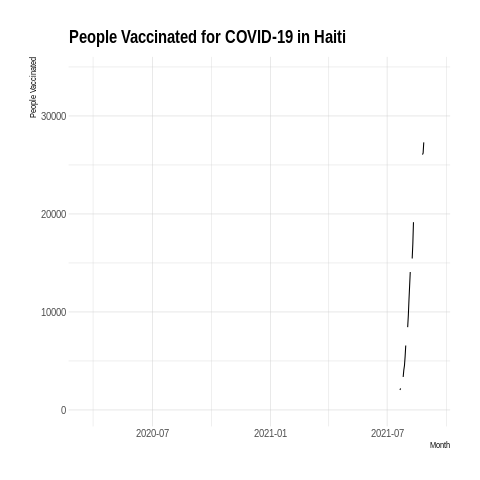 People Vaccinated for COVID-19 in Haiti
People Vaccinated
30000
20000
10000
0
2020-07
2021-01
2021-07
Month